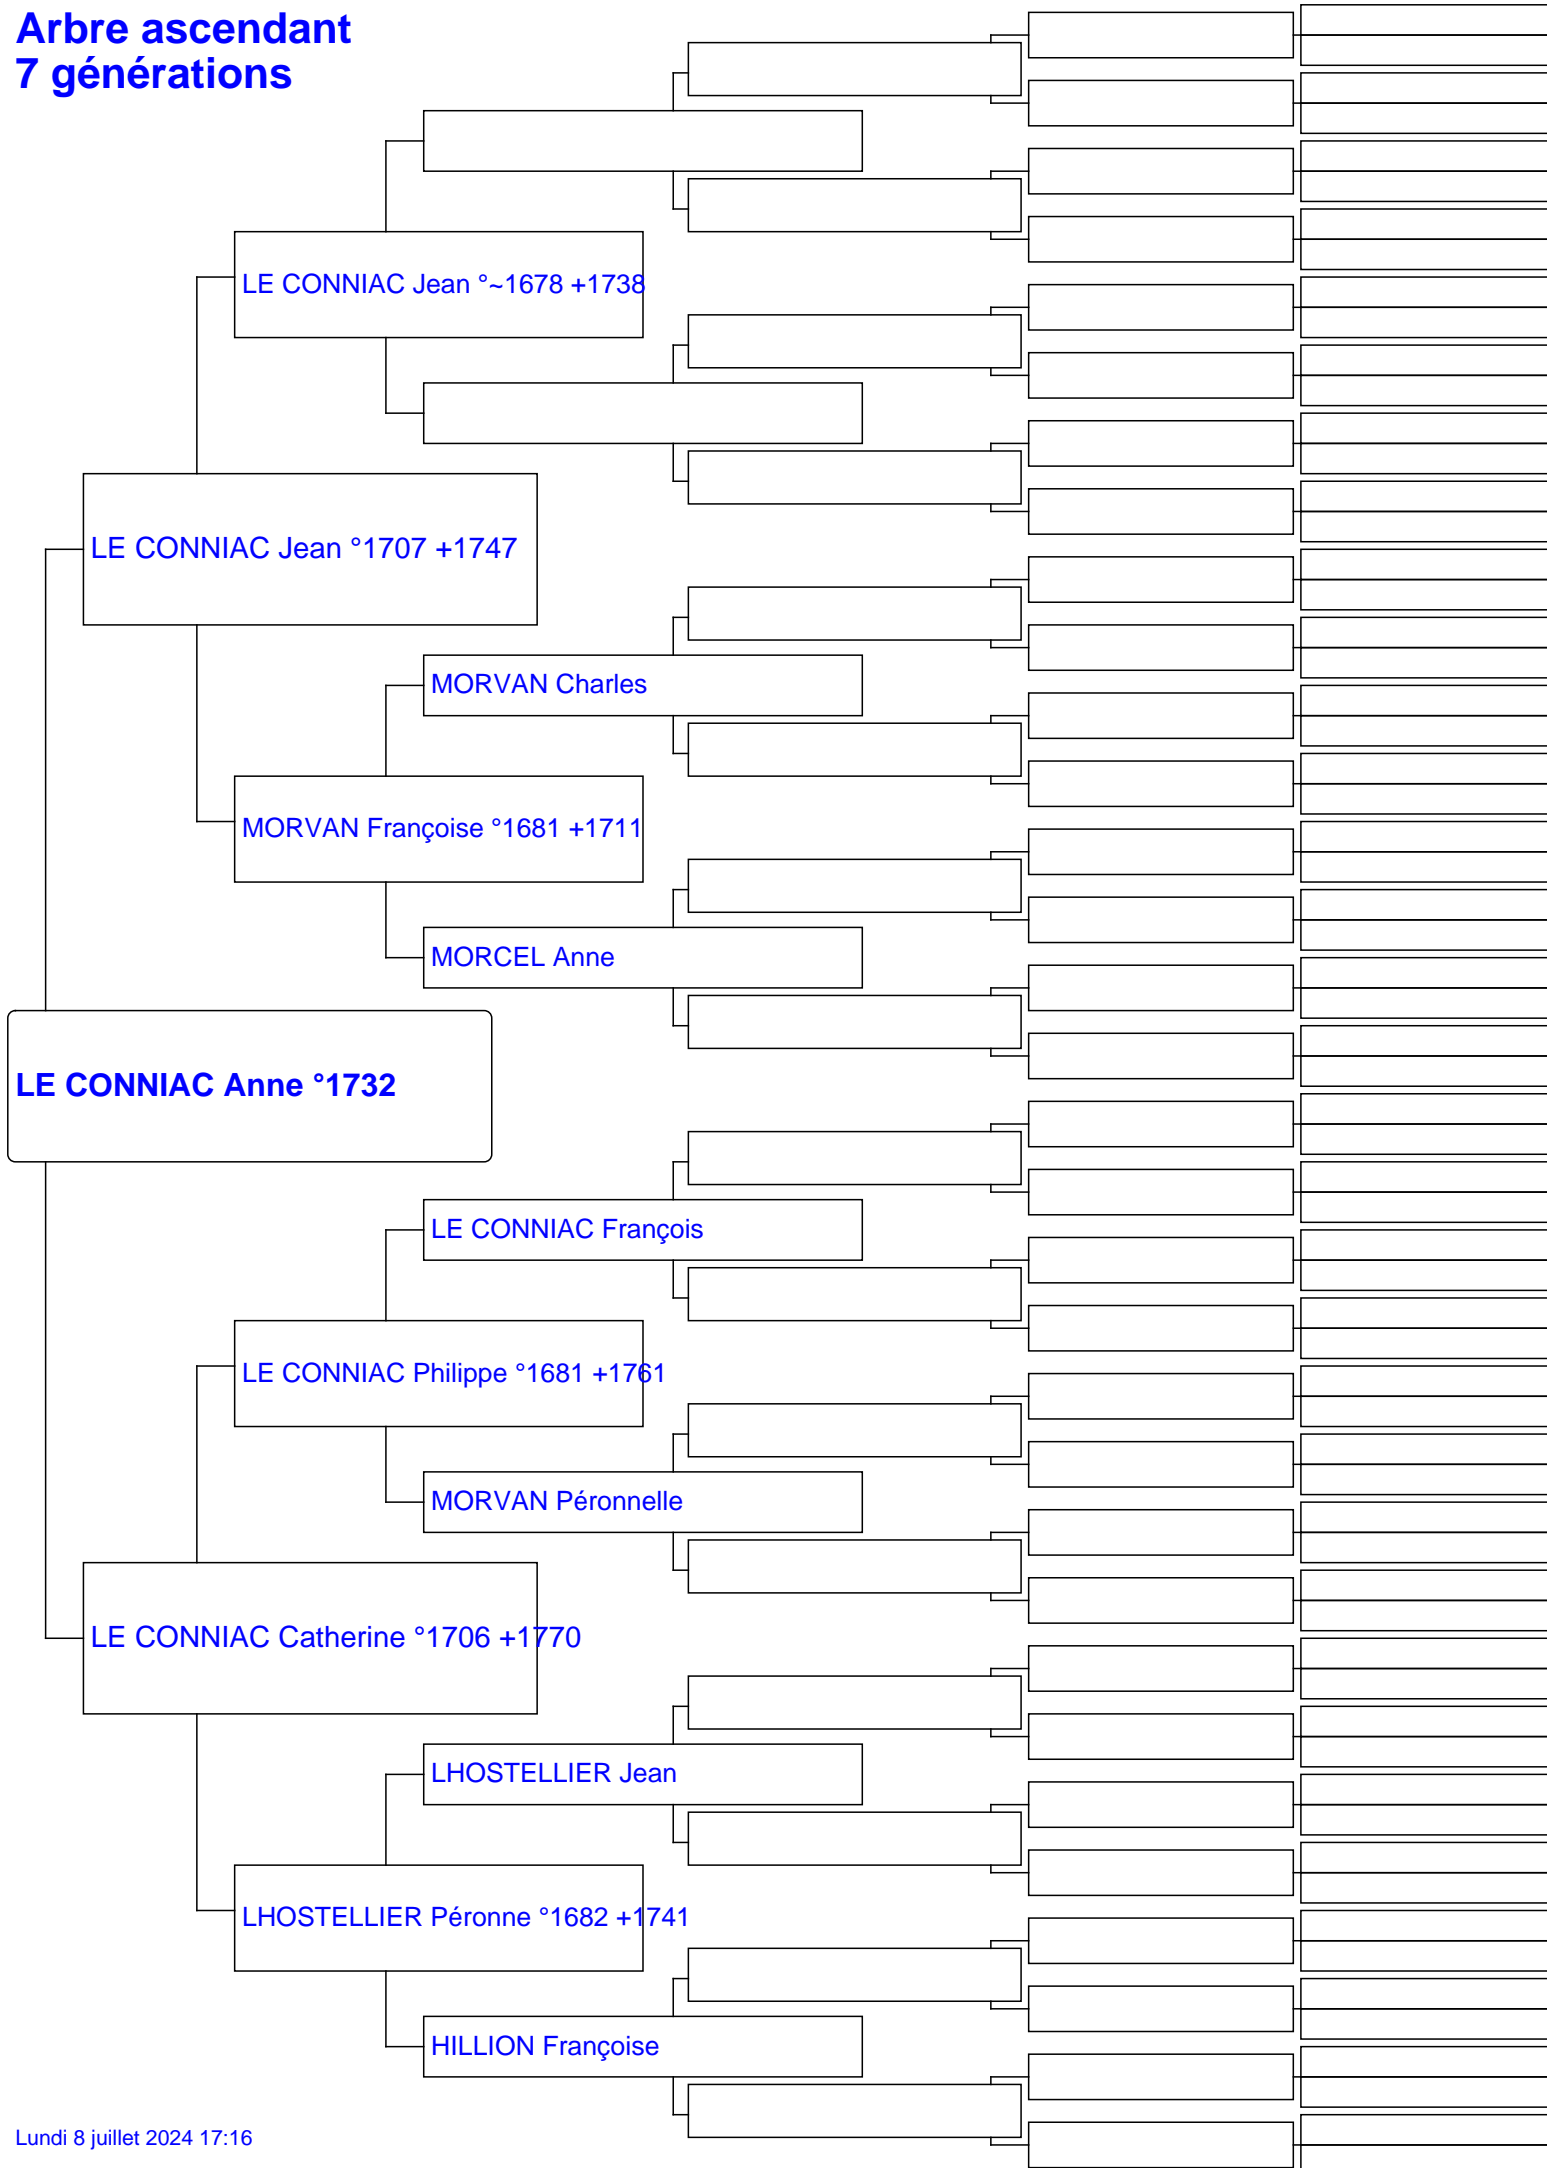 Arbre ascendant
7 générations
LE CONNIAC Jean °~1678 +1738
LE CONNIAC Jean °1707 +1747
MORVAN Charles
MORVAN Françoise °1681 +1711
MORCEL Anne
LE CONNIAC Anne °1732
LE CONNIAC François
LE CONNIAC Philippe °1681 +1761
MORVAN Péronnelle
LE CONNIAC Catherine °1706 +1770
LHOSTELLIER Jean
LHOSTELLIER Péronne °1682 +1741
HILLION Françoise
Lundi 8 juillet 2024 17:16